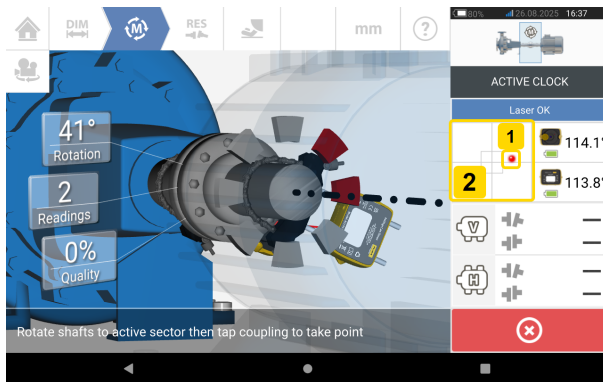 80% 26.08.2025 16:37
DIM
M
RES
mm
?
ACTIVE CLOCK
Laser OK
41°
Rotation
1
114.1°
2
Readings
2
113.8°
0%
Quality
V
H
Rotate shafts to active sector then tap coupling to take point